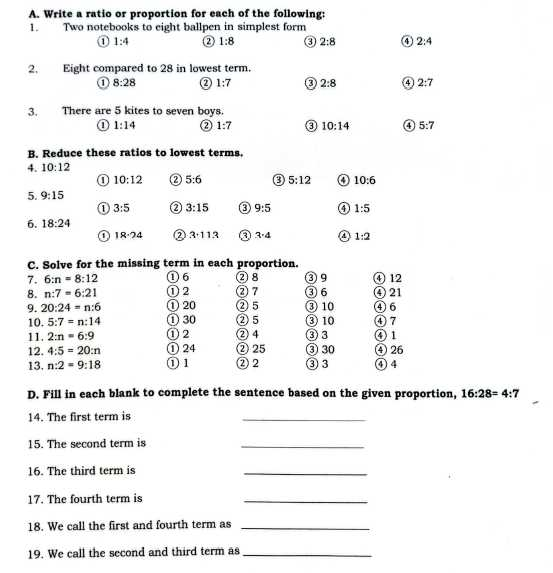 A. Write a ratio or proportion for each of the following:
1. Two notebooks to eight ballpen in simplest form
① 1:4 ② 1:8 ③ 2:8 ④ 2:4
2. Eight compared to 28 in lowest term.
① 8:28 ② 1:7 ③ 2:8 ④ 2:7
3. There are 5 kites to seven boys.
① 1:14 ② 1:7 ③ 10:14 ④ 5:7
B. Reduce these ratios to lowest terms.
4. 10:12
① 10:12 ② 5:6 ③ 5:12 ④ 10:6
5. 9:15
① 3:5 ② 3:15 ③ 9:5 ④ 1:5
6. 18:24
① 18:24 ② 3:113 ③ 3:4 ④ 1:2
C. Solve for the missing term in each proportion.
7. 6:n = 8:12 ① 6 ② 8 ③ 9 ④ 12
8. n:7 = 6:21 ① 2 ② 7 ③ 6 ④ 21
9. 20:24 = n:6 ① 20 ② 5 ③ 10 ④ 6
10. 5:7 = n:14 ① 30 ② 5 ③ 10 ④ 7
11. 2:n = 6:9 ① 2 ② 4 ③ 3 ④ 1
12. 4:5 = 20:n ① 24 ② 25 ③ 30 ④ 26
13. n:2 = 9:18 ① 1 ② 2 ③ 3 ④ 4
D. Fill in each blank to complete the sentence based on the given proportion, 16:28= 4:7
14. The first term is
15. The second term is
16. The third term is
17. The fourth term is
18. We call the first and fourth term as
19. We call the second and third term as